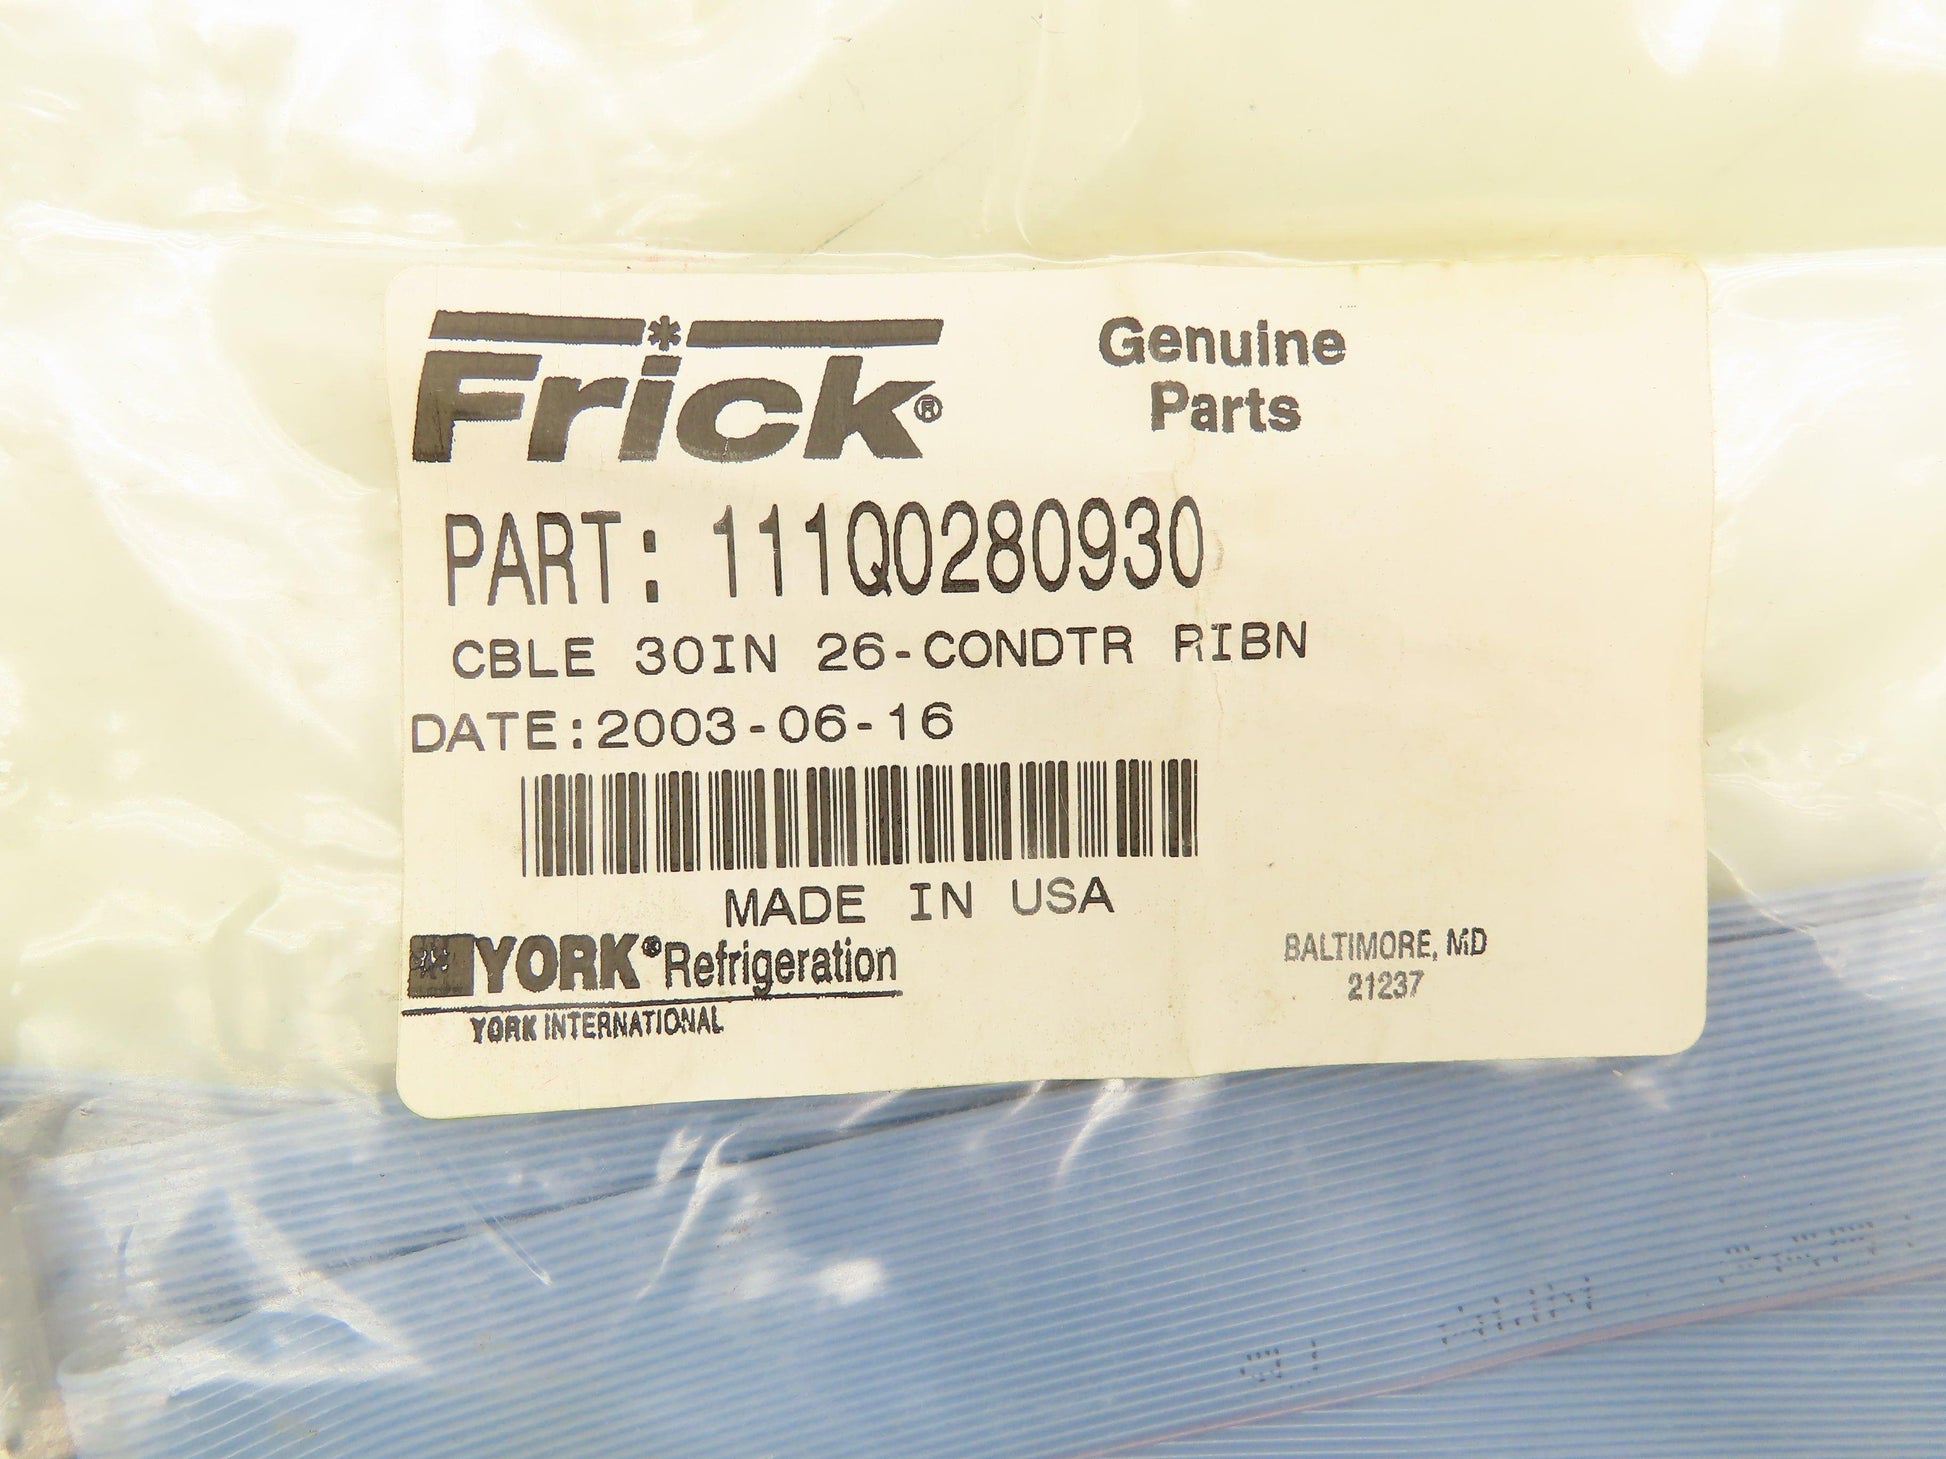 Frick®
Genuine
Parts
PART: 111Q0280930
CBLE 30IN 26-CONDTR RIBN
DATE:2003-06-16
MADE IN USA
YORK® Refrigeration
YORK INTERNATIONAL
BALTIMORE, MD
21237